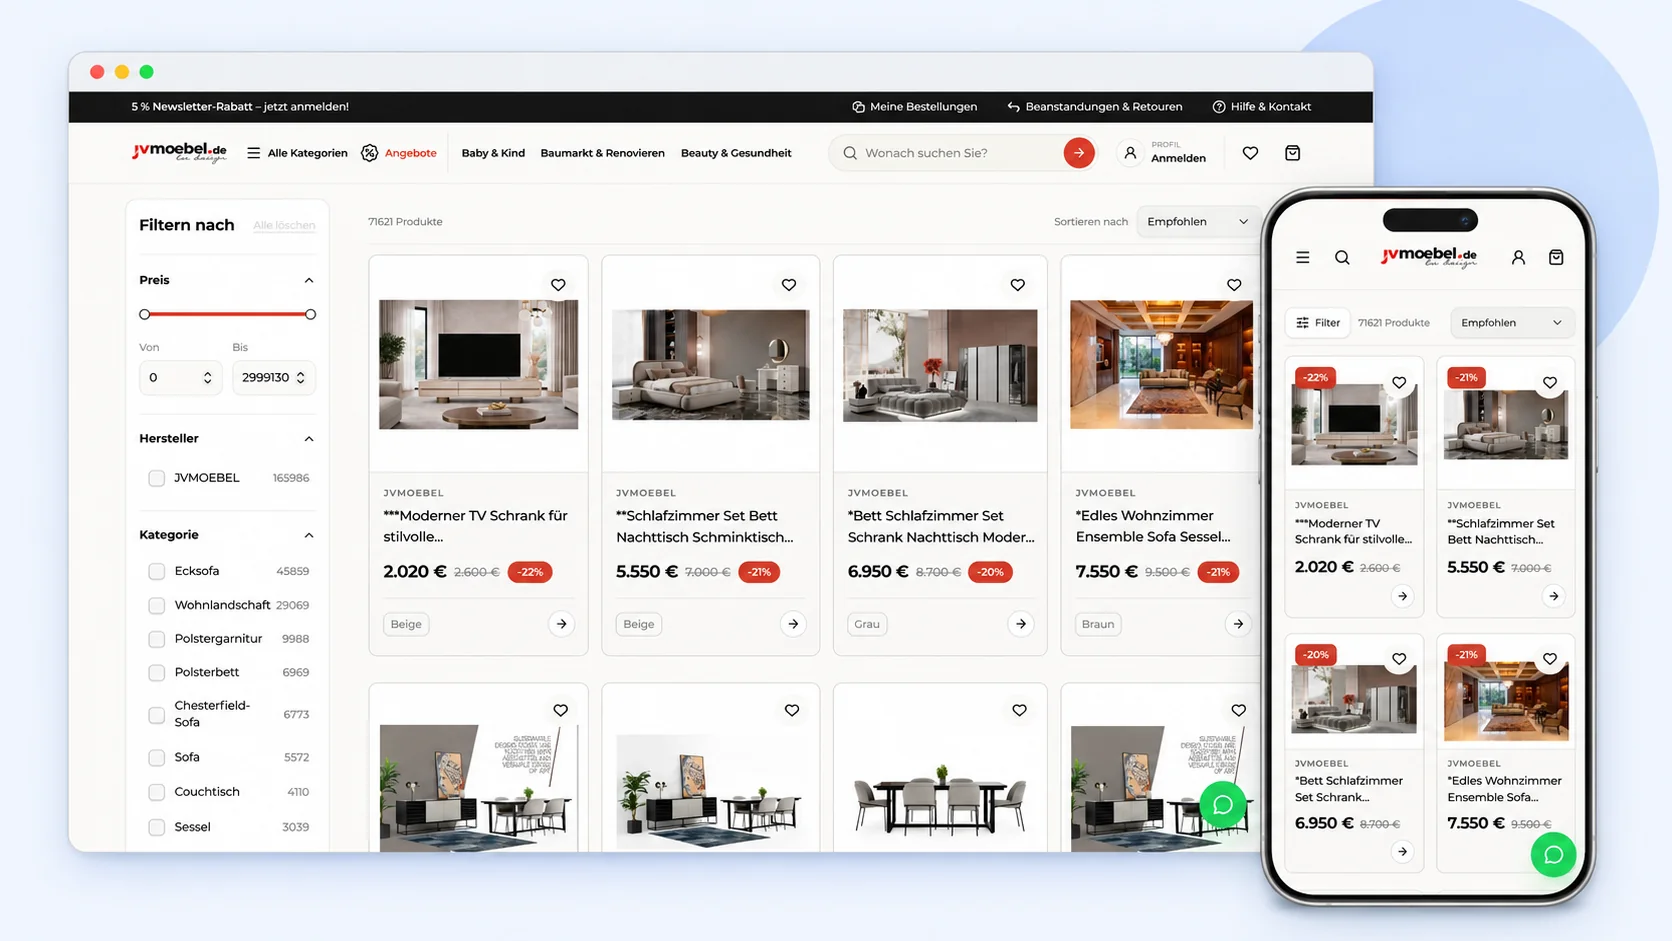 5 % Newsletter-Rabatt – jetzt anmelden!
Meine Bestellungen
Beanstandungen & Retouren
Hilfe & Kontakt
jvmoebel.de
Alle Kategorien
Angebote
Baby & Kind
Baumarkt & Renovieren
Beauty & Gesundheit
Wonach suchen Sie?
PROFIL
Anmelden
Filtern nach
Alle löschen
Preis
Von
Bis
0
2999130
Hersteller
JVMOEBEL 165986
Kategorie
Ecksofa 45859
Wohnlandschaft 29069
Polstergarnitur 9988
Polsterbett 6969
Chesterfield-
Sofa 6773
Sofa 5572
Couchtisch 4110
Sessel 3039
71621 Produkte
Sortieren nach
Empfohlen
JVMOEBEL
***Moderner TV Schrank für
stilvolle...
2.020 € 2.600 € -22%
Beige
JVMOEBEL
**Schlafzimmer Set Bett
Nachttisch Schminktisch...
5.550 € 7.000 € -21%
Beige
JVMOEBEL
*Bett Schlafzimmer Set
Schrank Nachttisch Moder...
6.950 € 8.700 € -20%
Grau
JVMOEBEL
*Edles Wohnzimmer
Ensemble Sofa Sessel...
7.550 € 9.500 € -21%
Braun
jvmoebel.de
Filter
71621 Produkte
Empfohlen
-22%
JVMOEBEL
***Moderner TV
Schrank für stilvolle...
2.020 € 2.600 €
-21%
JVMOEBEL
**Schlafzimmer Set
Bett Nachttisch...
5.550 € 7.000 €
-20%
JVMOEBEL
*Bett Schlafzimmer
Set Schrank...
6.950 € 8.700 €
-21%
JVMOEBEL
*Edles Wohnzimmer
Ensemble Sofa...
7.550 € 9.500 €